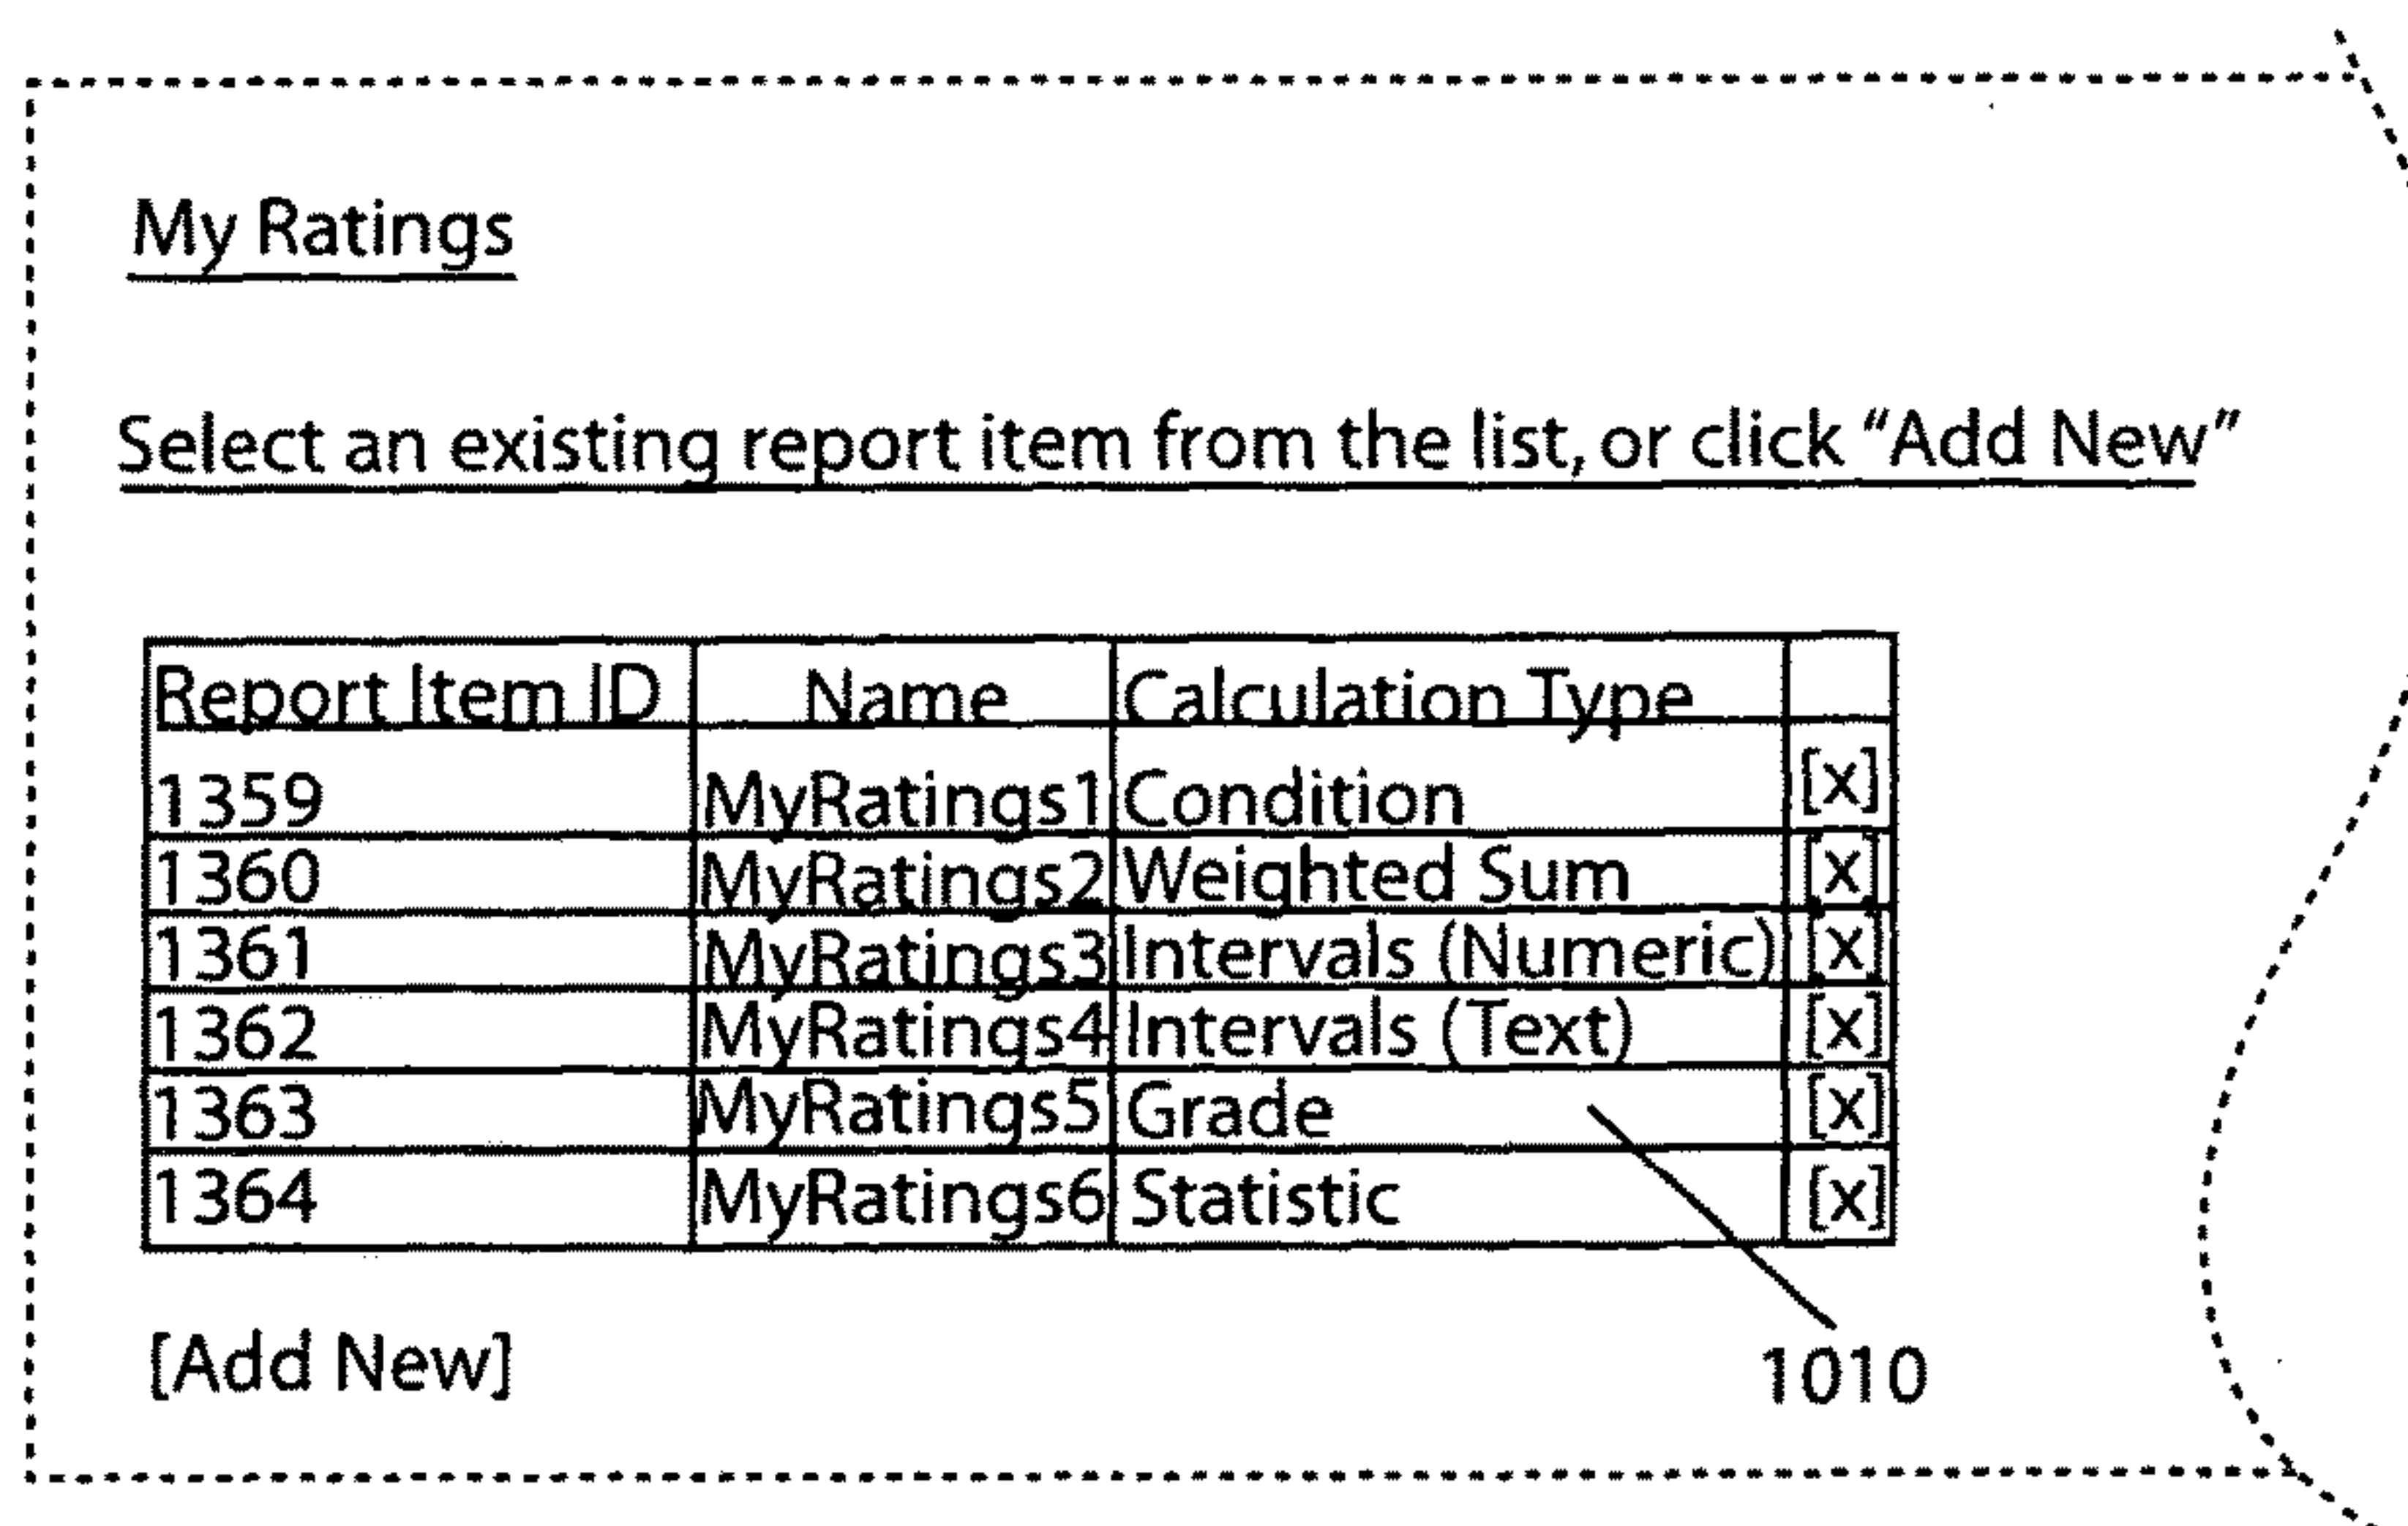 My Ratings
Select an existing report item from the list, or click “Add New”
Report Item ID Name Calculation Type
1359 MyRatings1 Condition [x]
1360 MyRatings2 Weighted Sum [x]
1361 MyRatings3 Intervals (Numeric) [x]
1362 MyRatings4 Intervals (Text) [x]
1363 MyRatings5 Grade [x]
1364 MyRatings6 Statistic [x]
[Add New]
1010